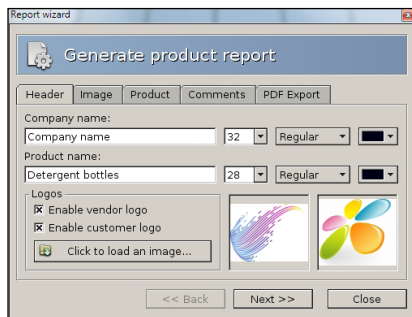 Report wizard
Generate product report
Header Image Product Comments PDF Export
Company name:
Company name 32 Regular
Product name:
Detergent bottles 28 Regular
Logos
Enable vendor logo
Enable customer logo
Click to load an image...
<< Back Next >> Close